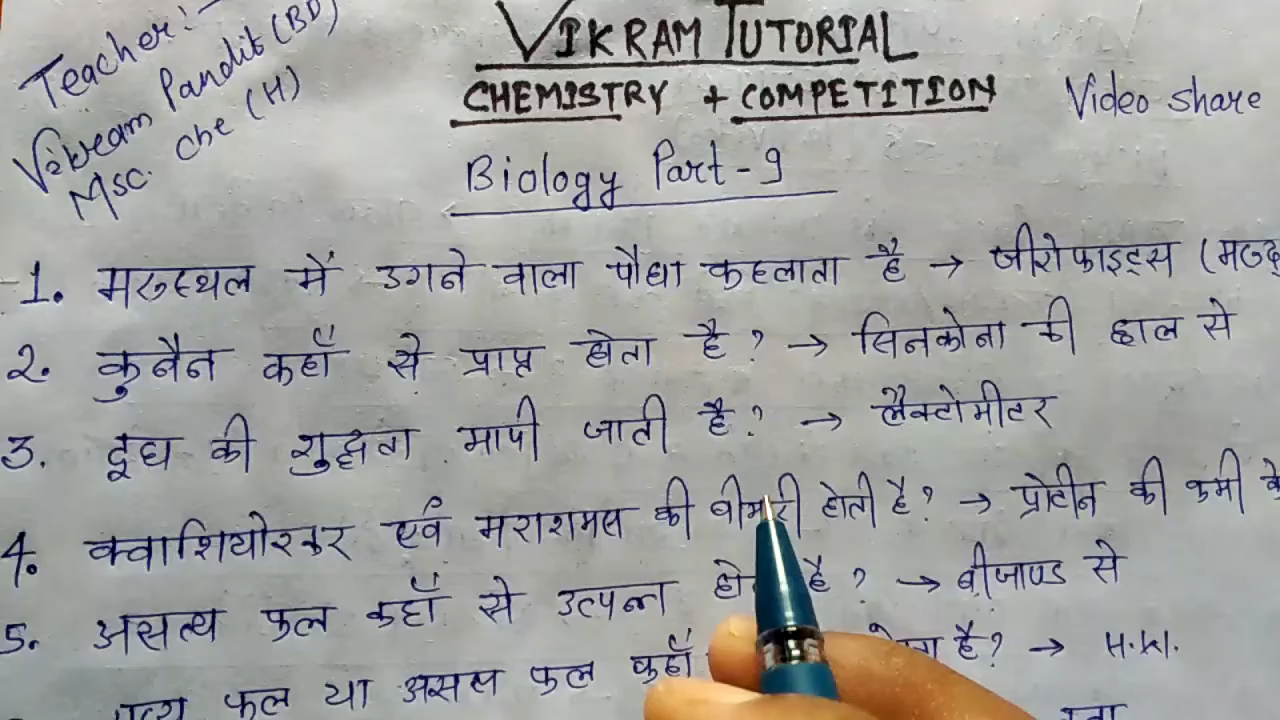 Teacher:-
Vikram Pandit (BD)
Msc. Che (H)
VIKRAM TUTORIAL
CHEMISTRY + COMPETITION
Video share
Biology Part - 9
1. मरुस्थल में उगने वाला पौधा कहलाता है → जीरोफाइट्स (मरुद्
2. कुनैन कहाँ से प्राप्त होता है? → सिनकोना की छाल से
3. दूध की शुद्धता मापी जाती है? → लैक्टोमीटर
4. क्वाशियोरकर एवं मरारामस की बीमारी होती है? → प्रोटीन की कमी के
5. असत्य फल कहाँ से उत्पन्न होता है? → बीजाण्ड से
फल या असत्य फल कहाँ होता है? → H.W.